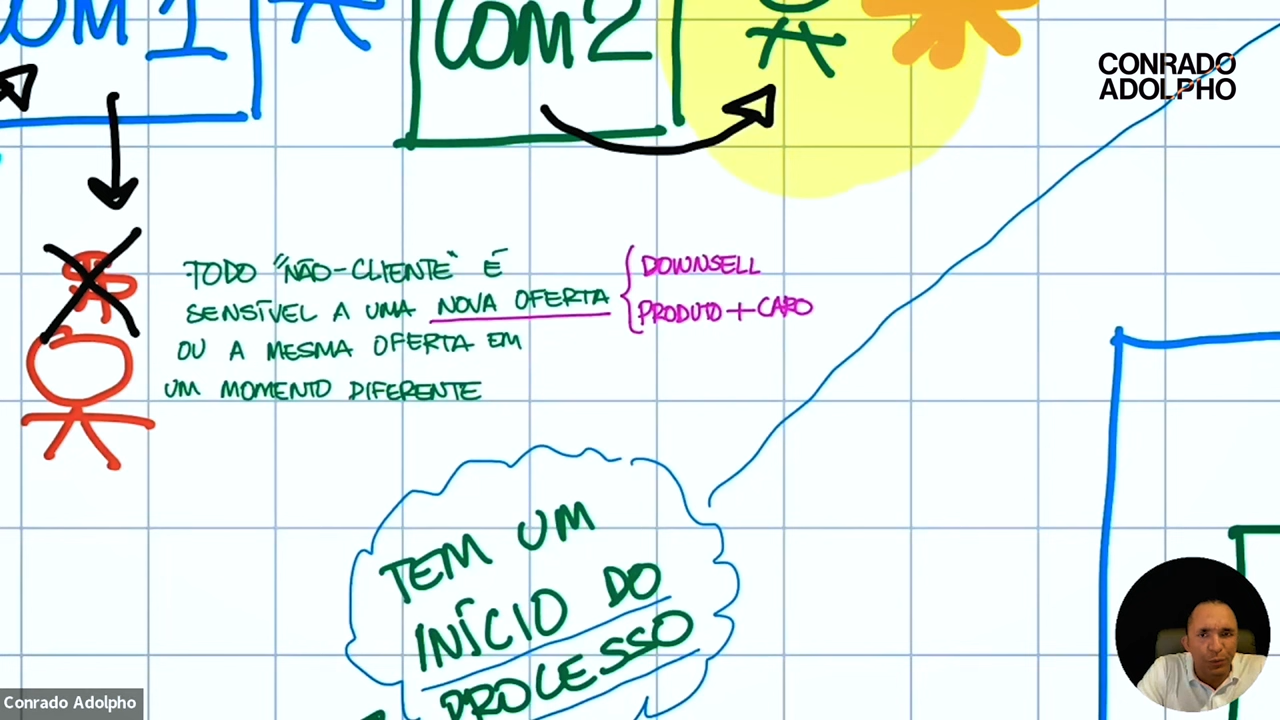 OM 1
COM 2
CONRADO
ADOLPHO
TODO "NÃO-CLIENTE" É
SENSÍVEL A UMA NOVA OFERTA
OU A MESMA OFERTA EM
UM MOMENTO DIFERENTE
DOWNSELL
PRODUTO + CARO
TEM UM
INÍCIO DO
PROCESSO
Conrado Adolpho